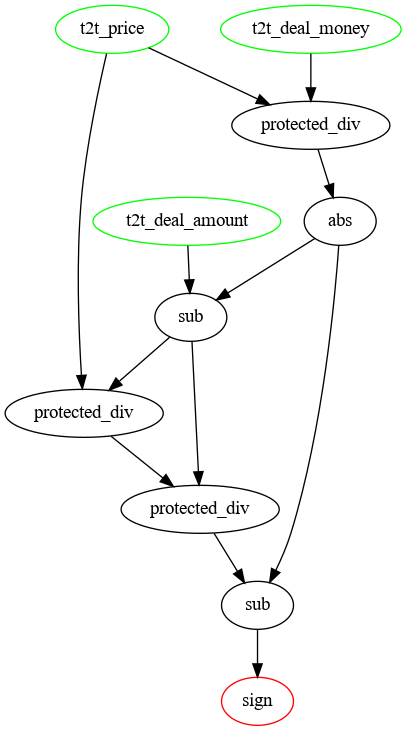 t2t_price
t2t_deal_money
protected_div
t2t_deal_amount
abs
sub
protected_div
protected_div
sub
sign